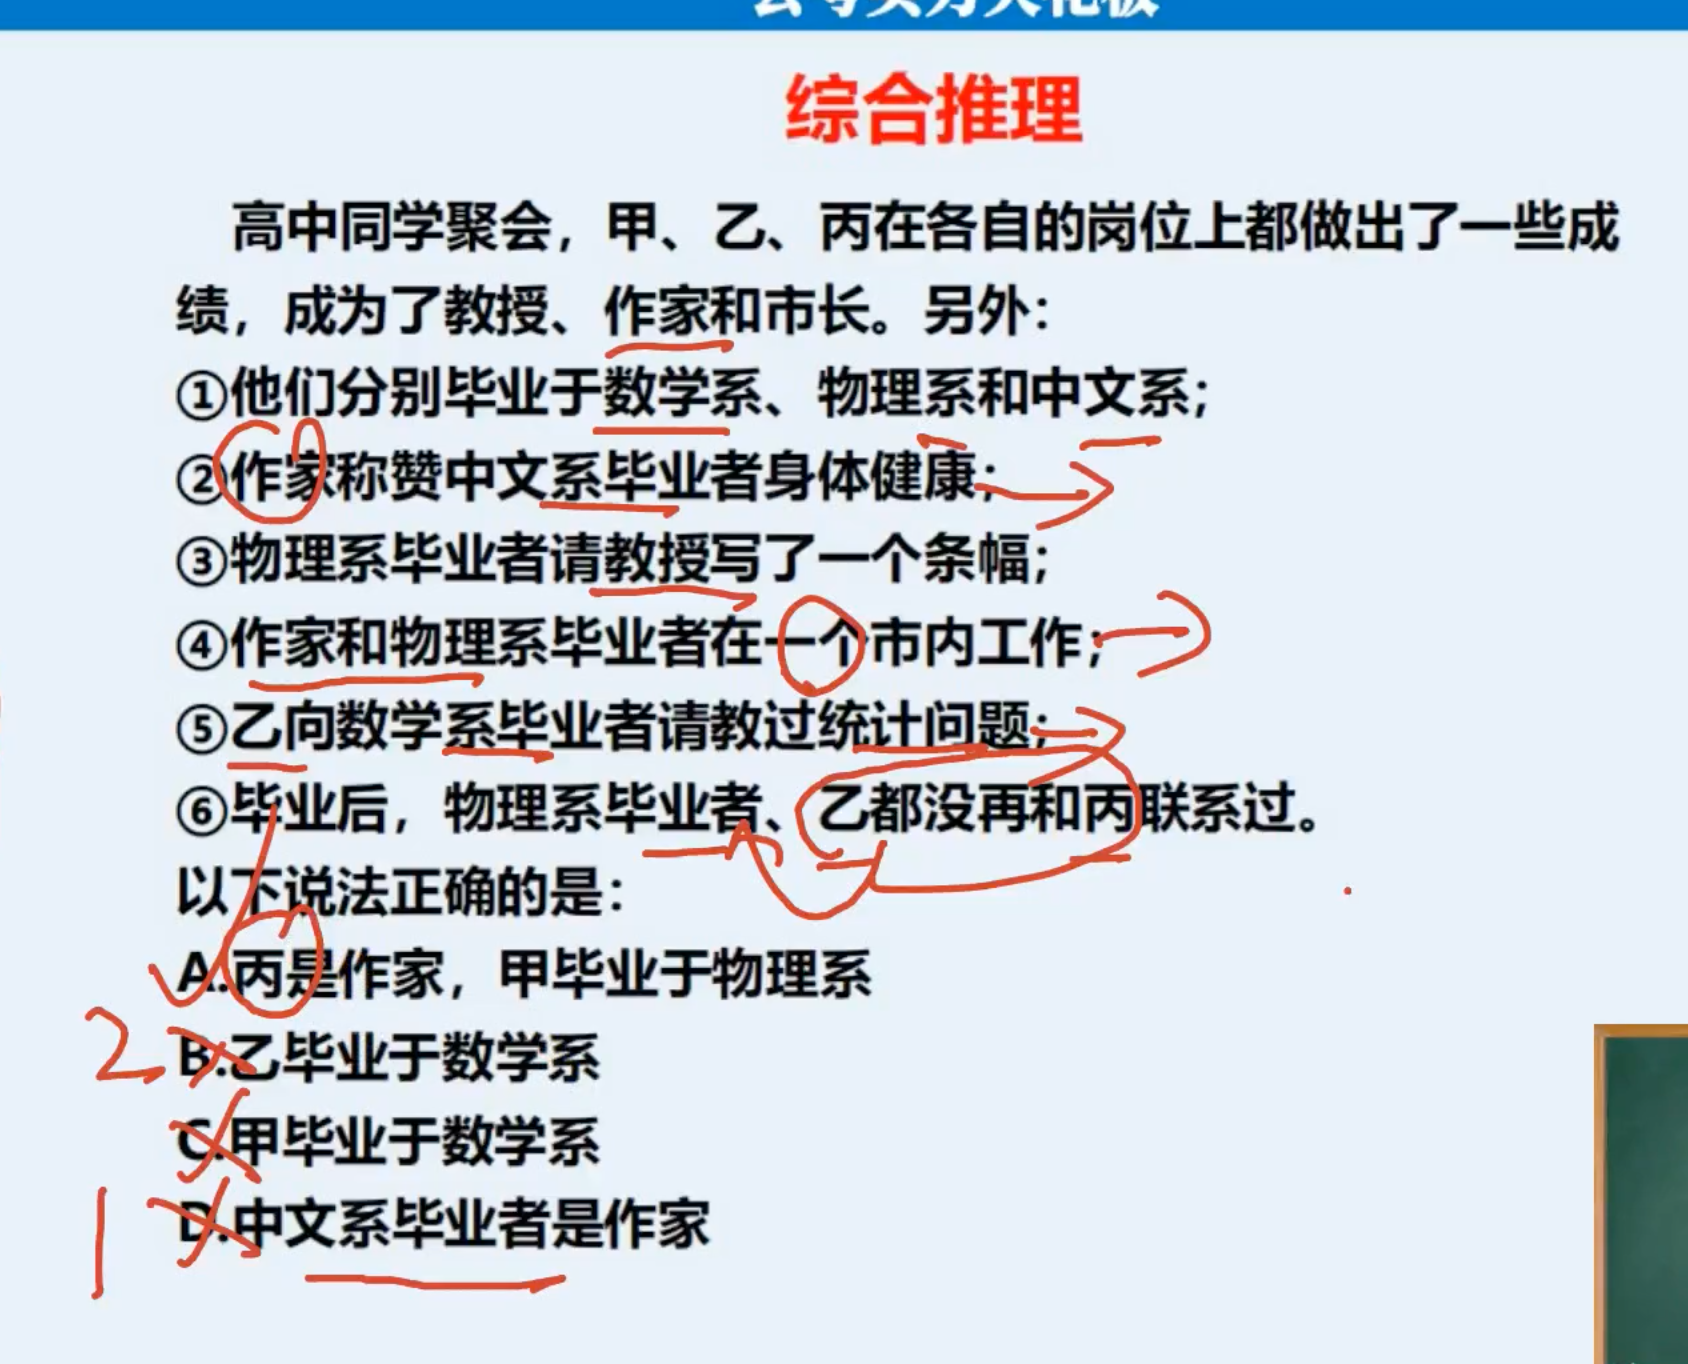 综合推理
高中同学聚会，甲、乙、丙在各自的岗位上都做出了一些成
绩，成为了教授、作家和市长。另外：
①他们分别毕业于数学系、物理系和中文系；
②作家称赞中文系毕业者身体健康；
③物理系毕业者请教授写了一个条幅；
④作家和物理系毕业者在一个市内工作；
⑤乙向数学系毕业者请教过统计问题；
⑥毕业后，物理系毕业者、乙都没再和丙联系过。
以下说法正确的是：
A.丙是作家，甲毕业于物理系
2 B.乙毕业于数学系
C.甲毕业于数学系
1 D.中文系毕业者是作家